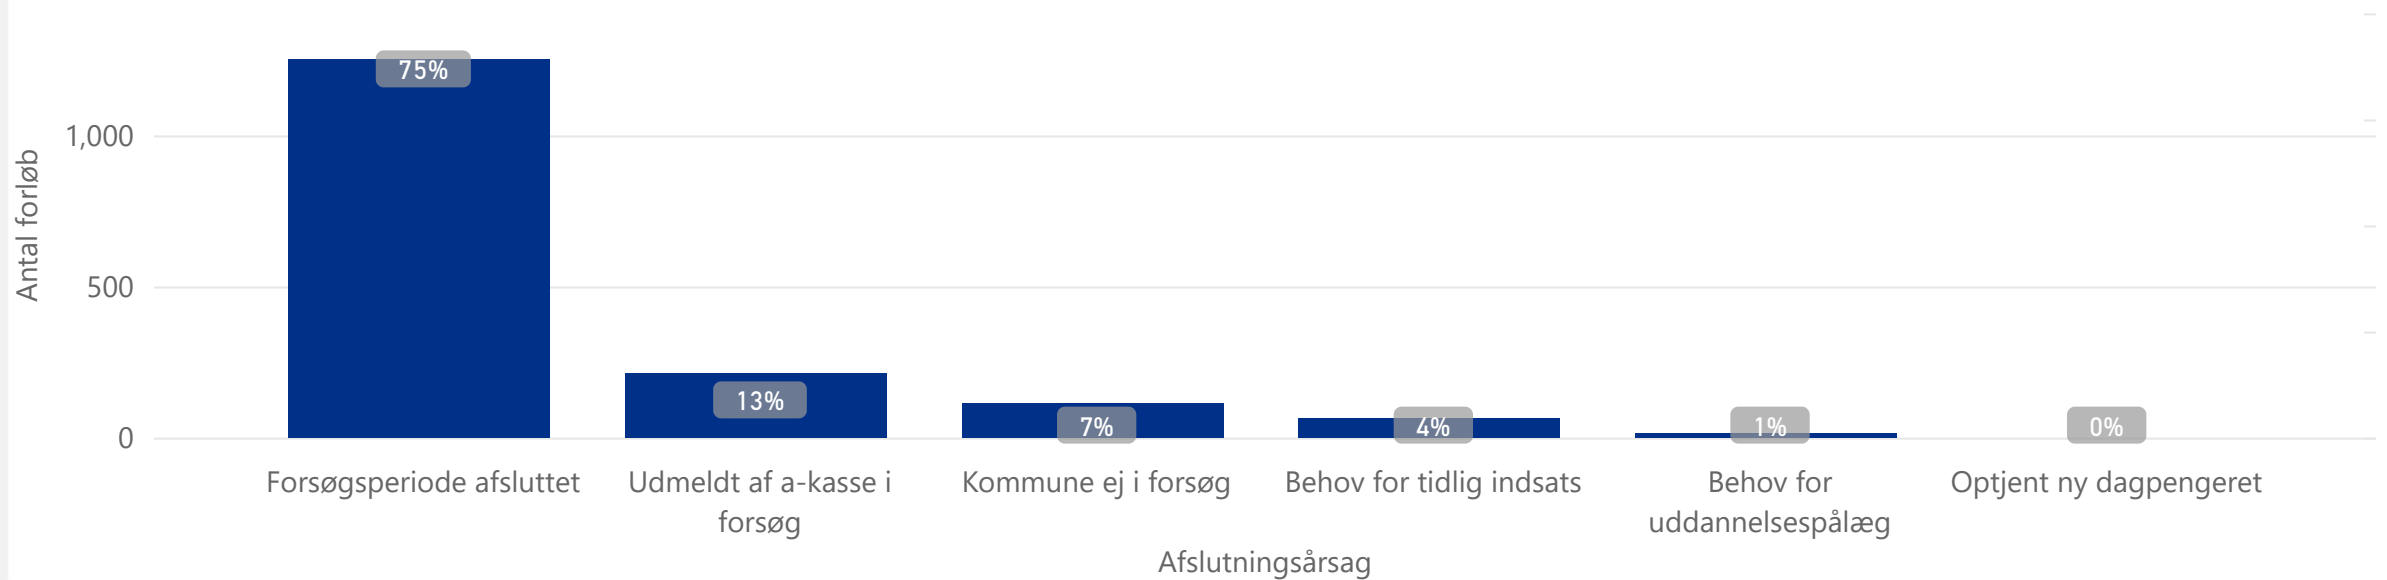 75%
1,000
Antal forløb
500
13%
7%
4%
1%
0%
0
Forsøgsperiode afsluttet
Udmeldt af a-kasse i
forsøg
Kommune ej i forsøg
Behov for tidlig indsats
Behov for
uddannelsespålæg
Optjent ny dagpengeret
Afslutningsårsag